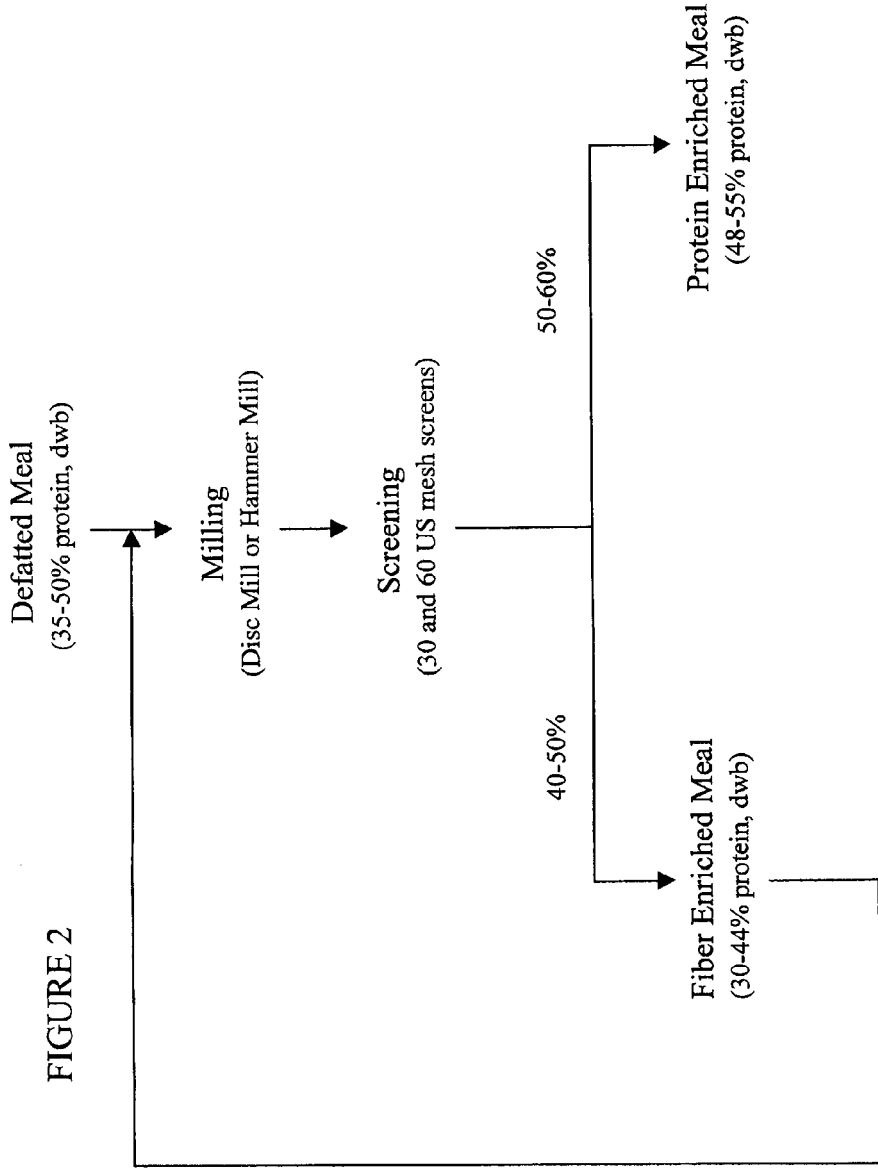 FIGURE 2
Defatted Meal
(35-50% protein, dwb)
Milling
(Disc Mill or Hammer Mill)
Screening
(30 and 60 US mesh screens)
40-50%
50-60%
Fiber Enriched Meal
(30-44% protein, dwb)
Protein Enriched Meal
(48-55% protein, dwb)